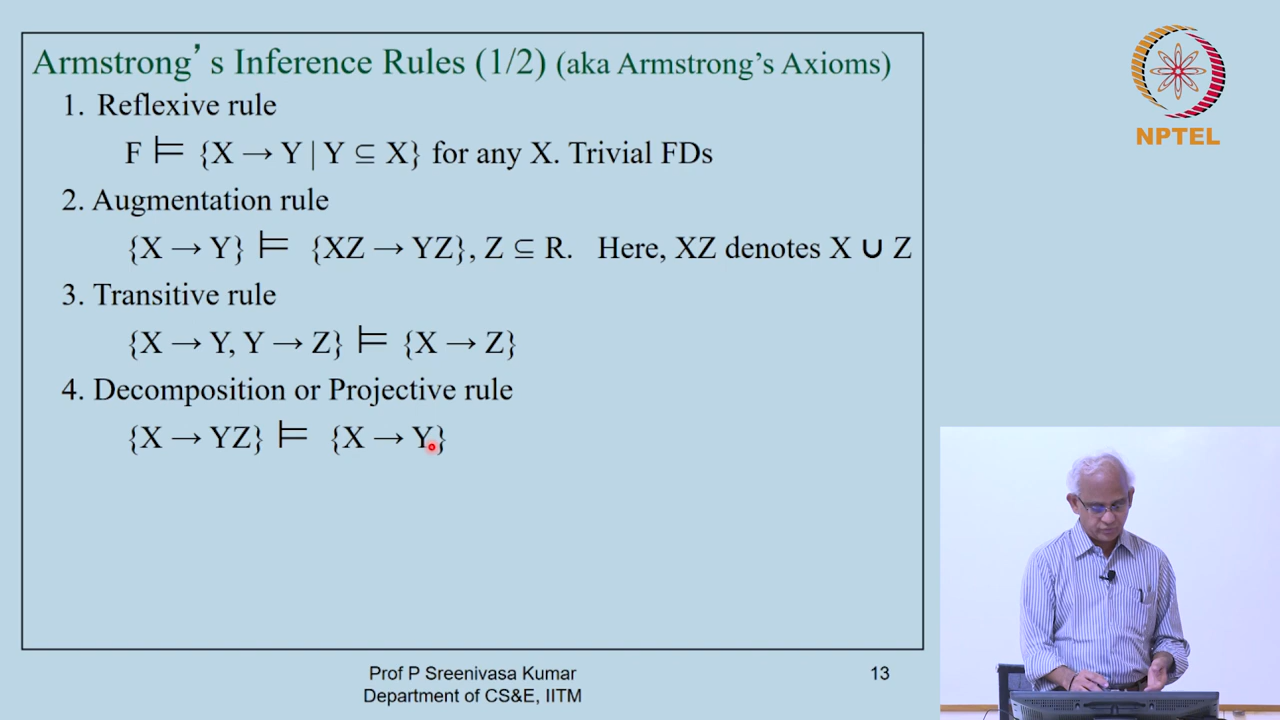 Armstrong’s Inference Rules (1/2) (aka Armstrong’s Axioms)
1. Reflexive rule
F ⊨ {X → Y | Y ⊆ X} for any X. Trivial FDs
2. Augmentation rule
{X → Y} ⊨ {XZ → YZ}, Z ⊆ R. Here, XZ denotes X ∪ Z
3. Transitive rule
{X → Y, Y → Z} ⊨ {X → Z}
4. Decomposition or Projective rule
{X → YZ} ⊨ {X → Y}
Prof P Sreenivasa Kumar
Department of CS&E, IITM
13
NPTEL